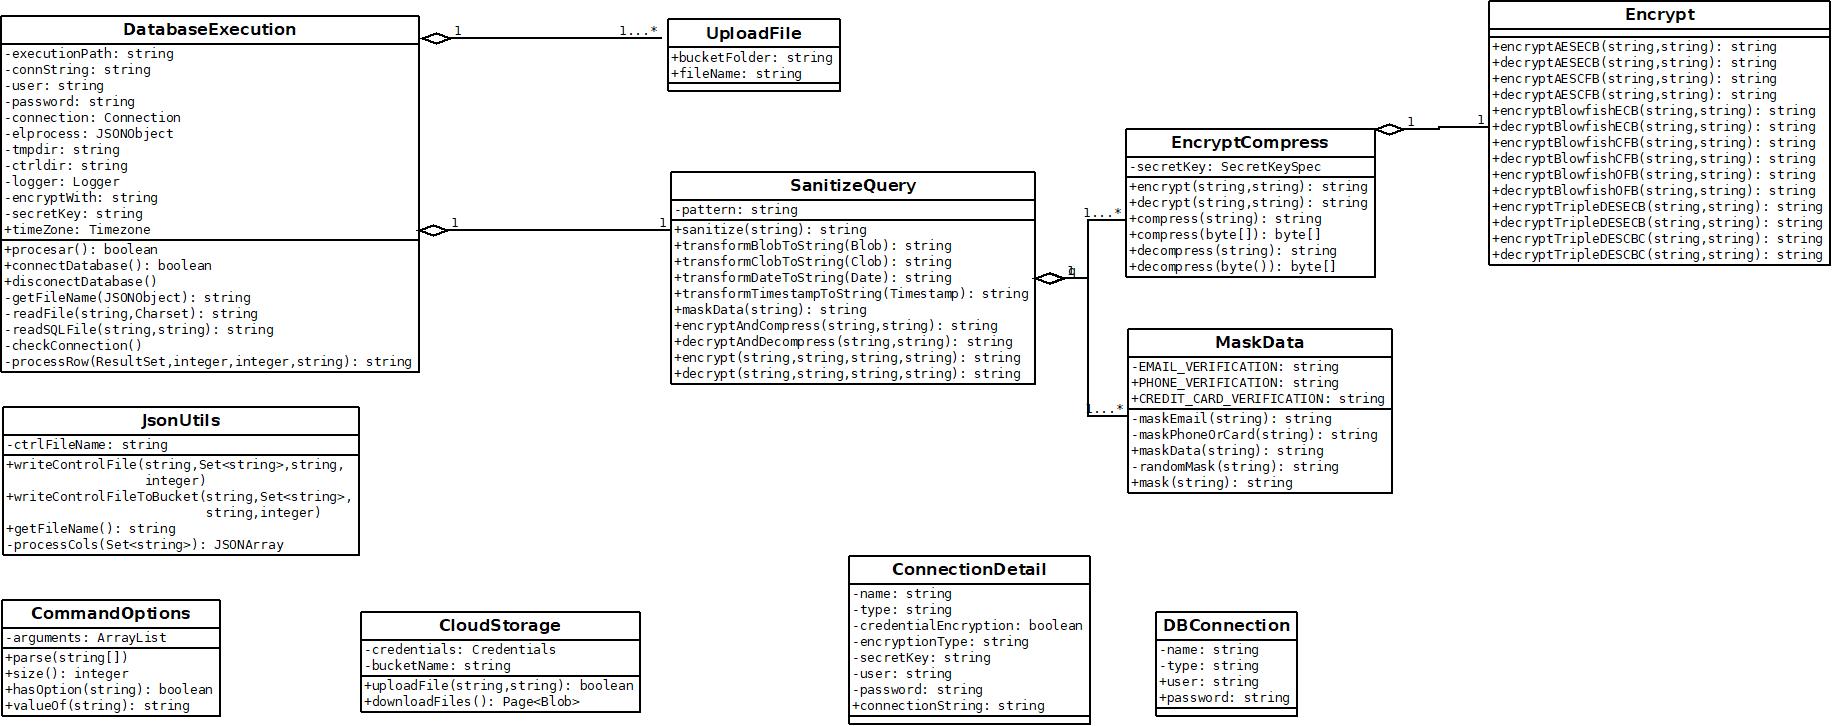 DatabaseExecution
-executionPath: string
-connString: string
-user: string
-password: string
-connection: Connection
-elprocess: JSONObject
-tmpdir: string
-ctrldir: string
-logger: Logger
-encryptWith: string
-secretKey: string
+timeZone: Timezone
+procesar(): boolean
+connectDatabase(): boolean
+disconectDatabase()
-getFileName(JSONObject): string
-readFile(string,Charset): string
-readSQLFile(string,string): string
-checkConnection()
-processRow(ResultSet,integer,integer,string): string
1
1...*
UploadFile
+bucketFolder: string
+fileName: string
1
1
SanitizeQuery
-pattern: string
+sanitize(string): string
+transformBlobToString(Blob): string
+transformClobToString(Clob): string
+transformDateToString(Date): string
+transformTimestampToString(Timestamp): string
+maskData(string): string
+encryptAndCompress(string,string): string
+decryptAndDecompress(string,string): string
+encrypt(string,string,string,string): string
+decrypt(string,string,string,string): string
1...*
1...*
EncryptCompress
-secretKey: SecretKeySpec
+encrypt(string,string): string
+decrypt(string,string): string
+compress(string): string
+compress(byte[]): byte[]
+decompress(string): string
+decompress(byte()): byte[]
1
1
Encrypt
+encryptAESECB(string,string): string
+decryptAESECB(string,string): string
+encryptAESCFB(string,string): string
+decryptAESCFB(string,string): string
+encryptBlowfishECB(string,string): string
+decryptBlowfishECB(string,string): string
+encryptBlowfishCFB(string,string): string
+decryptBlowfishCFB(string,string): string
+encryptBlowfishOFB(string,string): string
+decryptBlowfishOFB(string,string): string
+encryptTripleDESECB(string,string): string
+decryptTripleDESECB(string,string): string
+encryptTripleDESCBC(string,string): string
+decryptTripleDESCBC(string,string): string
MaskData
-EMAIL_VERIFICATION: string
+PHONE_VERIFICATION: string
+CREDIT_CARD_VERIFICATION: string
-maskEmail(string): string
-maskPhoneOrCard(string): string
+maskData(string): string
-randomMask(string): string
+mask(string): string
JsonUtils
-ctrlFileName: string
+writeControlFile(string,Set<string>,string,
integer)
+writeControlFileToBucket(string,Set<string>,
string,integer)
+getFileName(): string
-processCols(Set<string>): JSONArray
CommandOptions
-arguments: ArrayList
+parse(string[])
+size(): integer
+hasOption(string): boolean
+valueOf(string): string
CloudStorage
-credentials: Credentials
-bucketName: string
+uploadFile(string,string): boolean
+downloadFiles(): Page<Blob>
ConnectionDetail
-name: string
-type: string
-credentialEncryption: boolean
-encryptionType: string
-secretKey: string
-user: string
-password: string
+connectionString: string
DBConnection
-name: string
-type: string
+user: string
+password: string